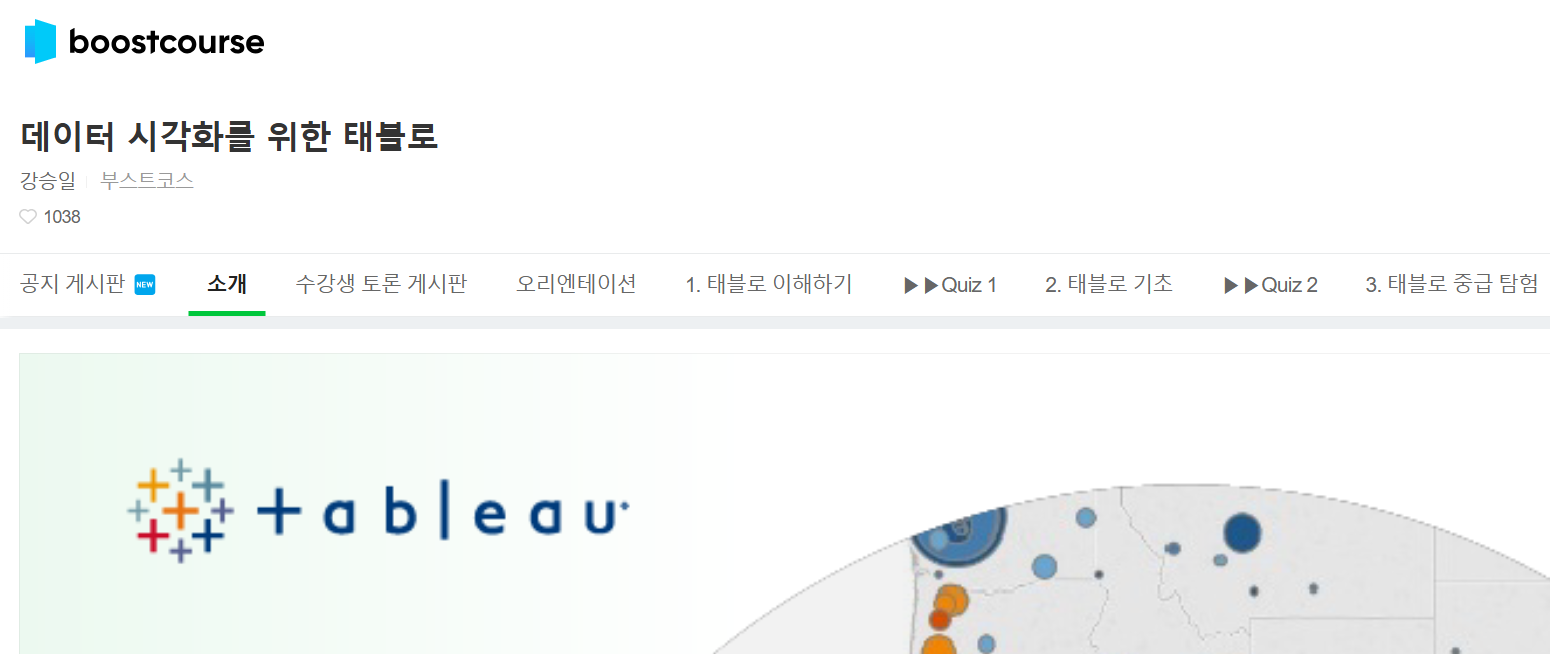 boostcourse
데이터 시각화를 위한 태블로
강승일 부스트코스
1038
공지 게시판 NEW 소개 수강생 토론 게시판 오리엔테이션 1. 태블로 이해하기 ▶▶Quiz 1 2. 태블로 기초 ▶▶Quiz 2 3. 태블로 중급 탐험
+ableau